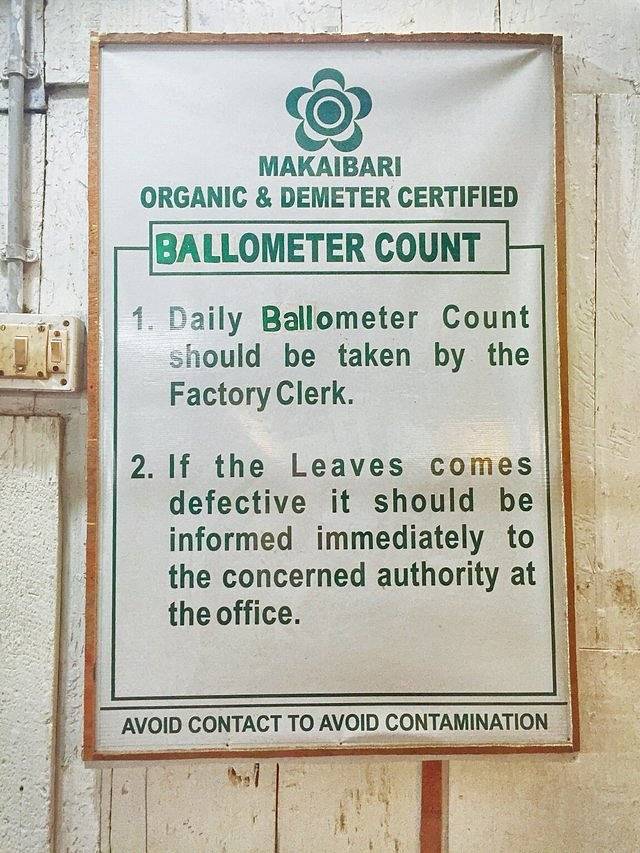 MAKAIBARI
ORGANIC & DEMETER CERTIFIED
BALLOMETER COUNT
1. Daily Ballometer Count
should be taken by the
Factory Clerk.
2. If the Leaves comes
defective it should be
informed immediately to
the concerned authority at
the office.
AVOID CONTACT TO AVOID CONTAMINATION